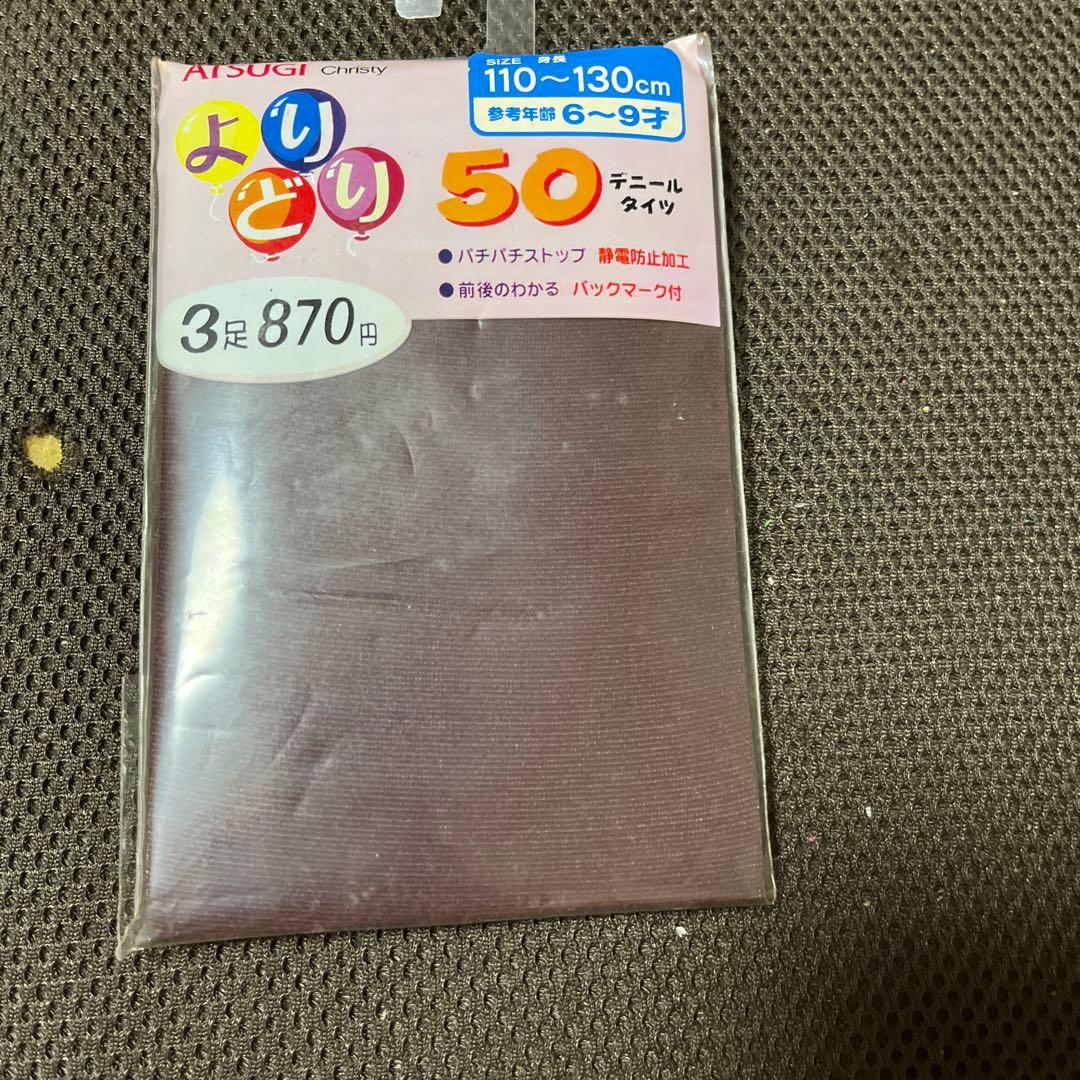 ATSUGI Christy
SIZE 身長
110〜130cm
参考年齢 6〜9才
よりどり
50 デニール
タイツ
●パチパチストップ 静電防止加工
●前後のわかる バックマーク付
3足870円